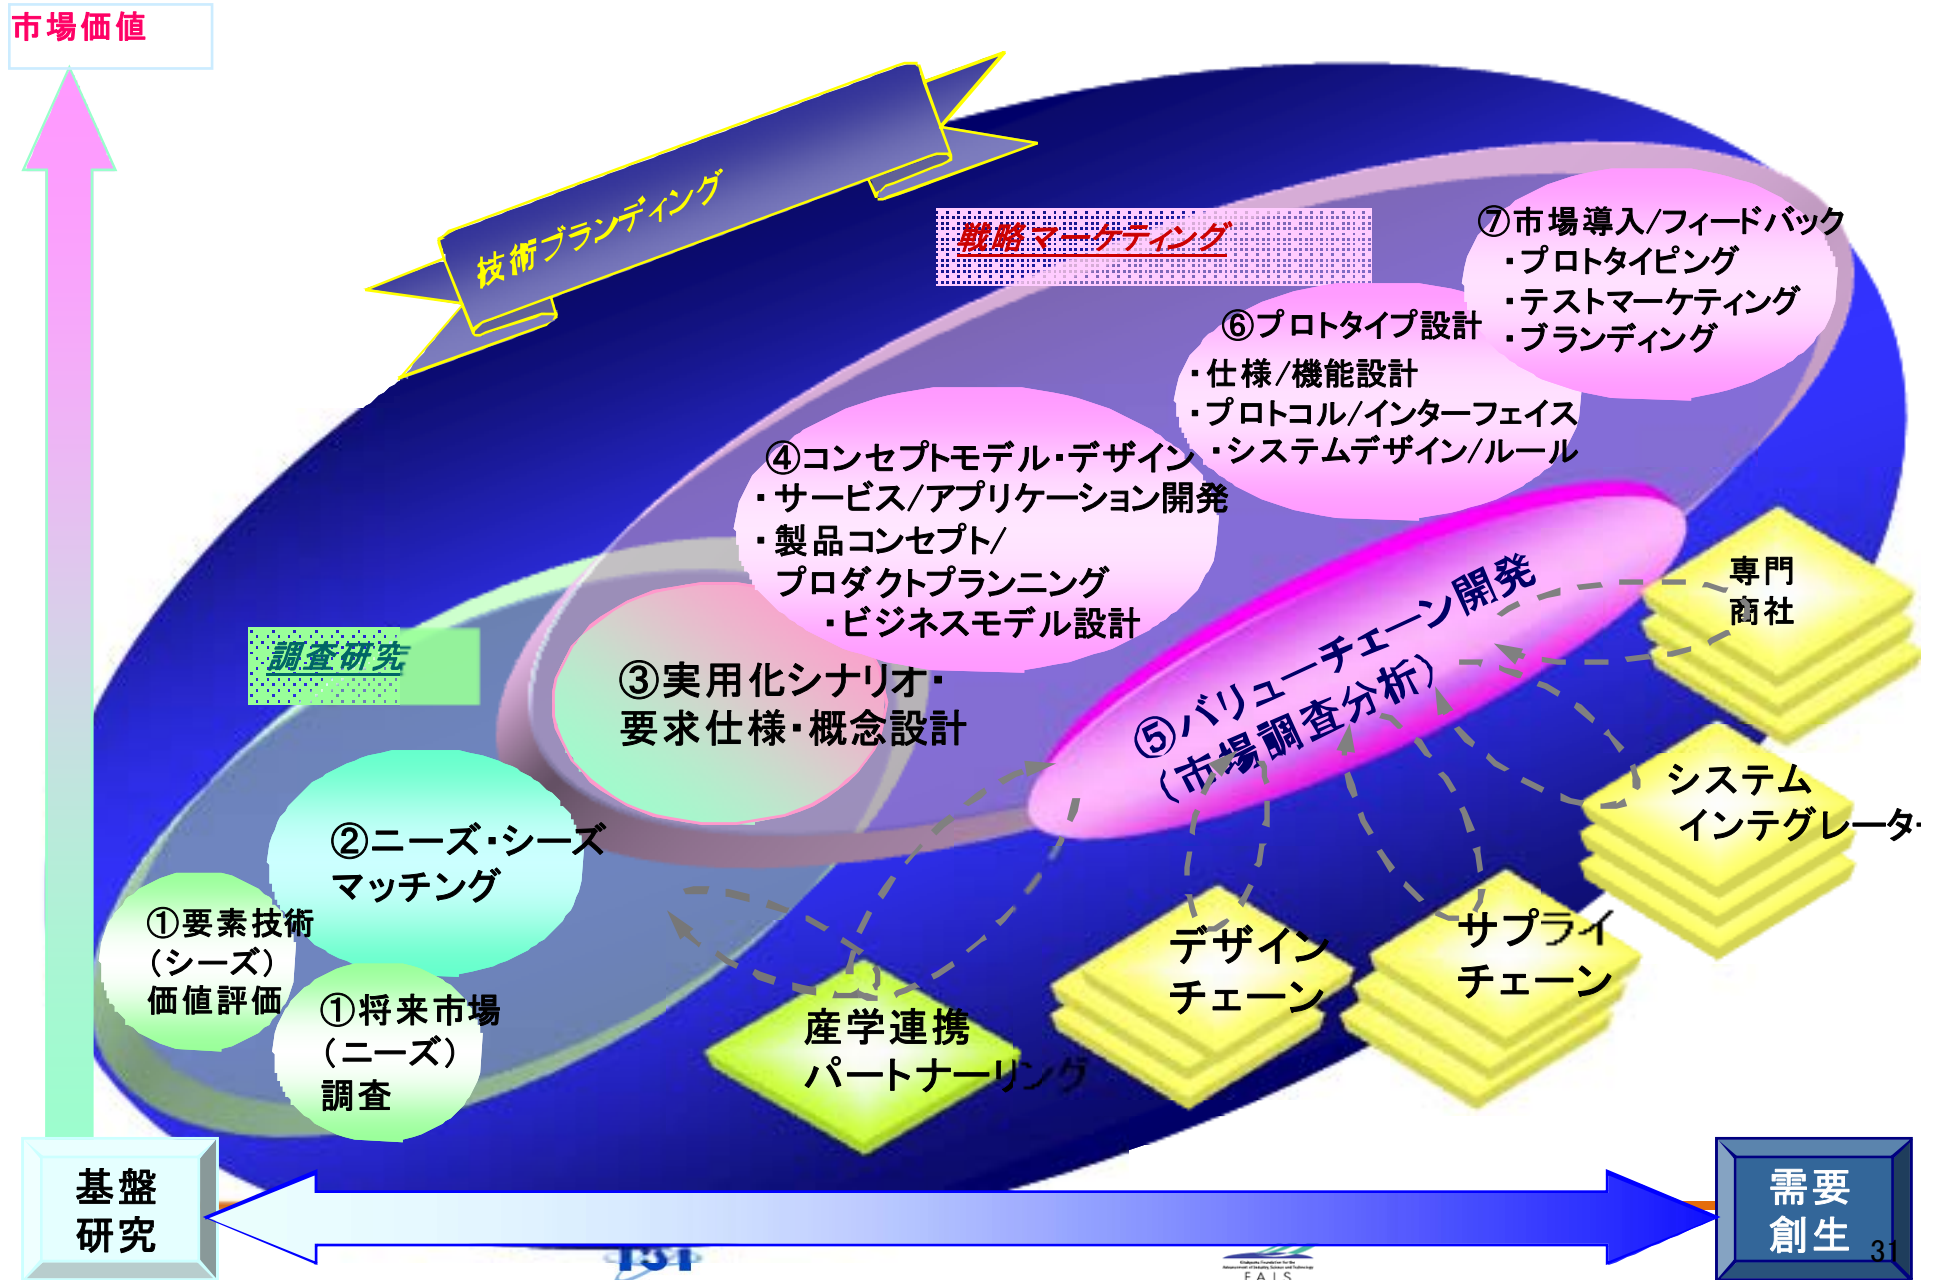 市場価値
技術ブランディング
戦略マーケティング
⑦市場導入/フィードバック
・プロトタイピング
・テストマーケティング
・ブランディング
⑥プロトタイプ設計
・仕様/機能設計
・プロトコル/インターフェイス
・システムデザイン/ルール
④コンセプトモデル・デザイン
・サービス/アプリケーション開発
・製品コンセプト/
プロダクトプランニング
・ビジネスモデル設計
⑤バリューチェーン開発
（市場調査分析）
専門
商社
調査研究
③実用化シナリオ・
要求仕様・概念設計
システム
インテグレーター
②ニーズ・シーズ
マッチング
①要素技術
（シーズ）
価値評価
①将来市場
（ニーズ）
調査
産学連携
パートナーリング
デザイン
チェーン
サプライ
チェーン
基盤
研究
需要
創生
31
FAIS